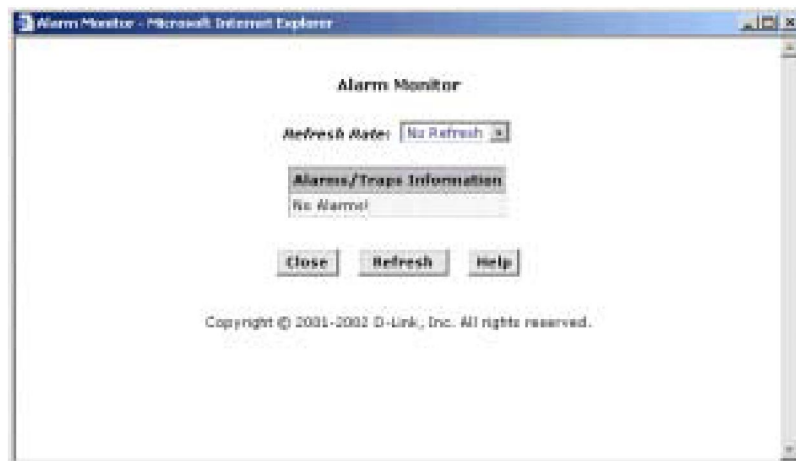 Alarm Monitor - Microsoft Internet Explorer
Alarm Monitor
Refresh Rate: No Refresh
Alarms/Traps Information
No Alarms!
Close Refresh Help
Copyright © 2001-2002 D-Link, Inc. All rights reserved.